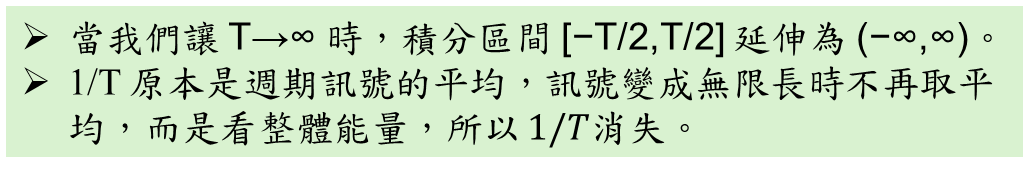 ➢ 當我們讓 T→∞ 時，積分區間 [−T/2,T/2] 延伸為 (−∞,∞)。
➢ 1/T 原本是週期訊號的平均，訊號變成無限長時不再取平
均，而是看整體能量，所以 1/T消失。